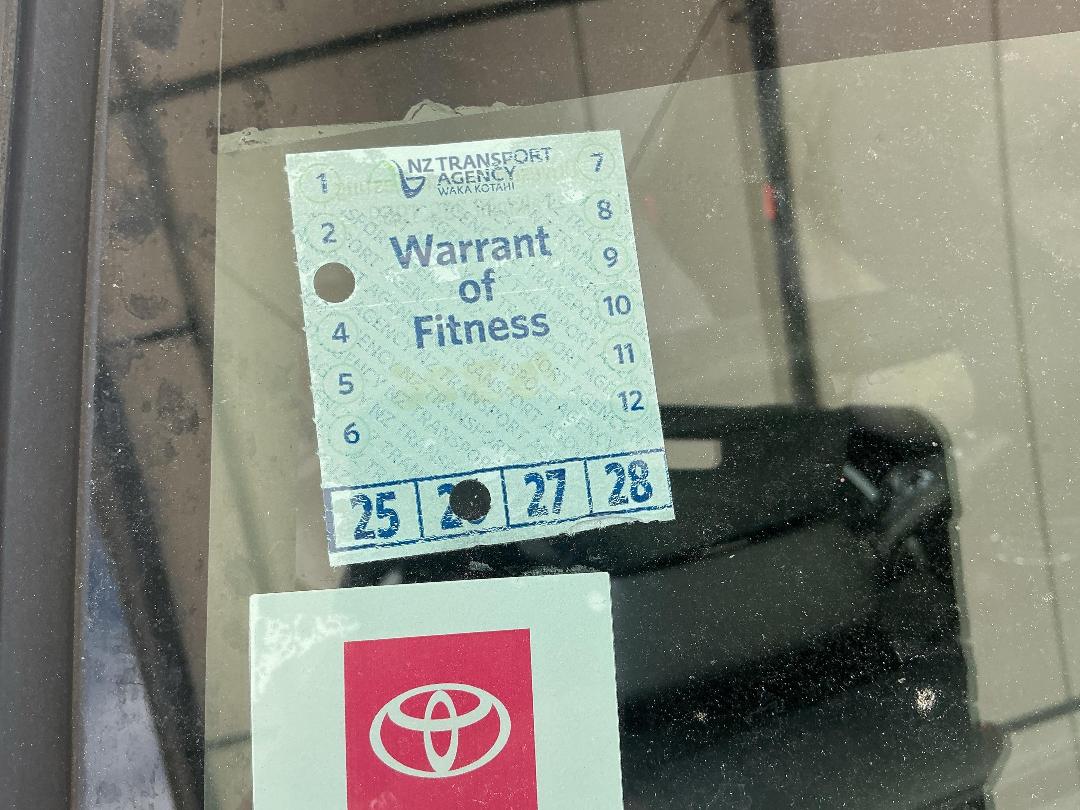 NZ TRANSPORT
AGENCY
WAKA KOTAHI
1
7
2
8
Warrant
of
Fitness
9
4
10
5
11
6
12
25
27
28